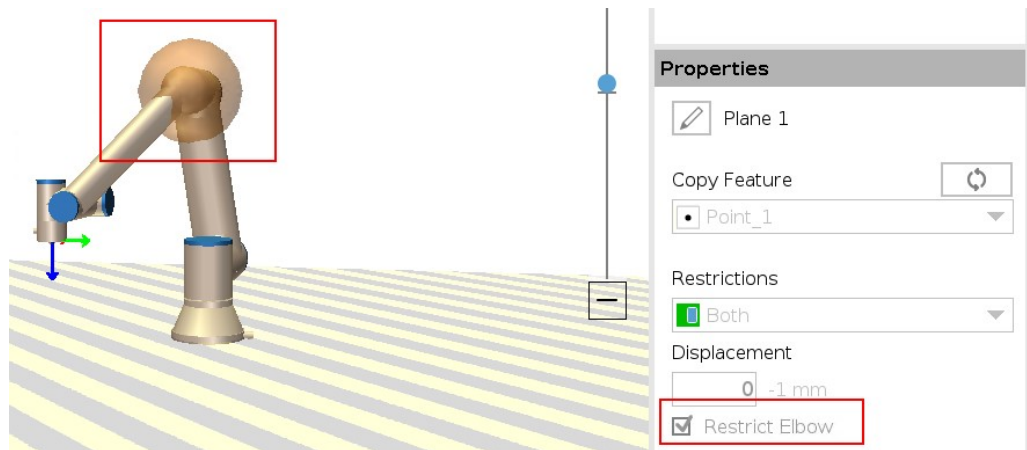 Properties
Plane 1
Copy Feature
Point_1
Restrictions
Both
Displacement
0 -1 mm
Restrict Elbow